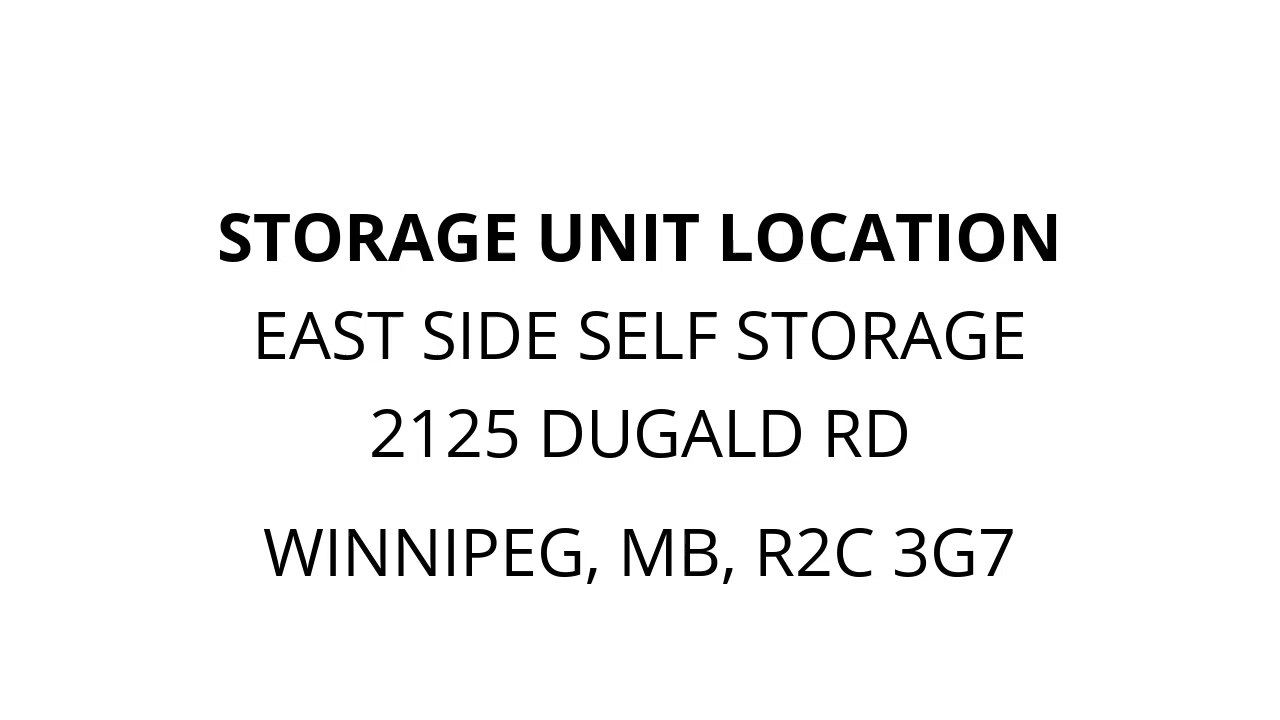 STORAGE UNIT LOCATION
EAST SIDE SELF STORAGE
2125 DUGALD RD
WINNIPEG, MB, R2C 3G7